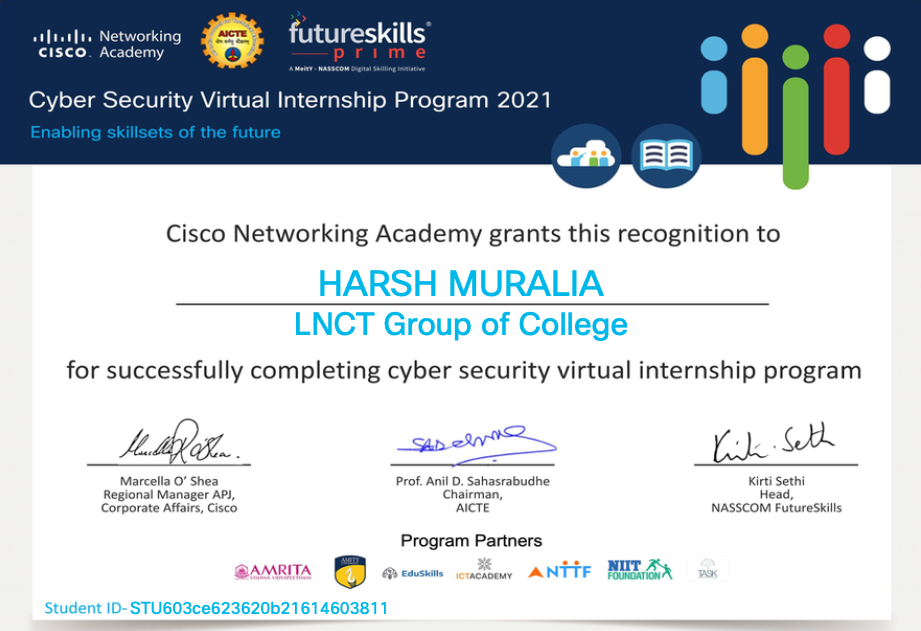 Networking
CISCO Academy
AICTE
futureskills
prime
A MeitY - NASSCOM Digital Skilling Initiative
Cyber Security Virtual Internship Program 2021
Enabling skillsets of the future
Cisco Networking Academy grants this recognition to
HARSH MURALIA
LNCT Group of College
for successfully completing cyber security virtual internship program
Kirti Seth
Marcella O’ Shea
Regional Manager APJ,
Corporate Affairs, Cisco
Prof. Anil D. Sahasrabudhe
Chairman,
AICTE
Kirti Sethi
Head,
NASSCOM FutureSkills
Program Partners
AMRITA
VISHWA VIDYAPEETHAM
AMITY
EduSkills
ICTACADEMY
NTTF
NIIT
FOUNDATION
TASK
Student ID- STU603ce623620b21614603811